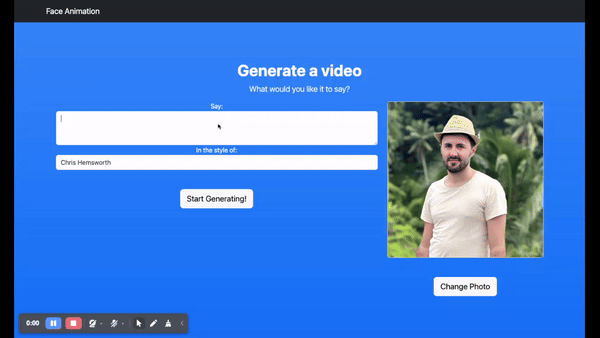 Face Animation
Generate a video
What would you like it to say?
Say:
In the style of:
Chris Hemsworth
Start Generating!
Change Photo
0:00